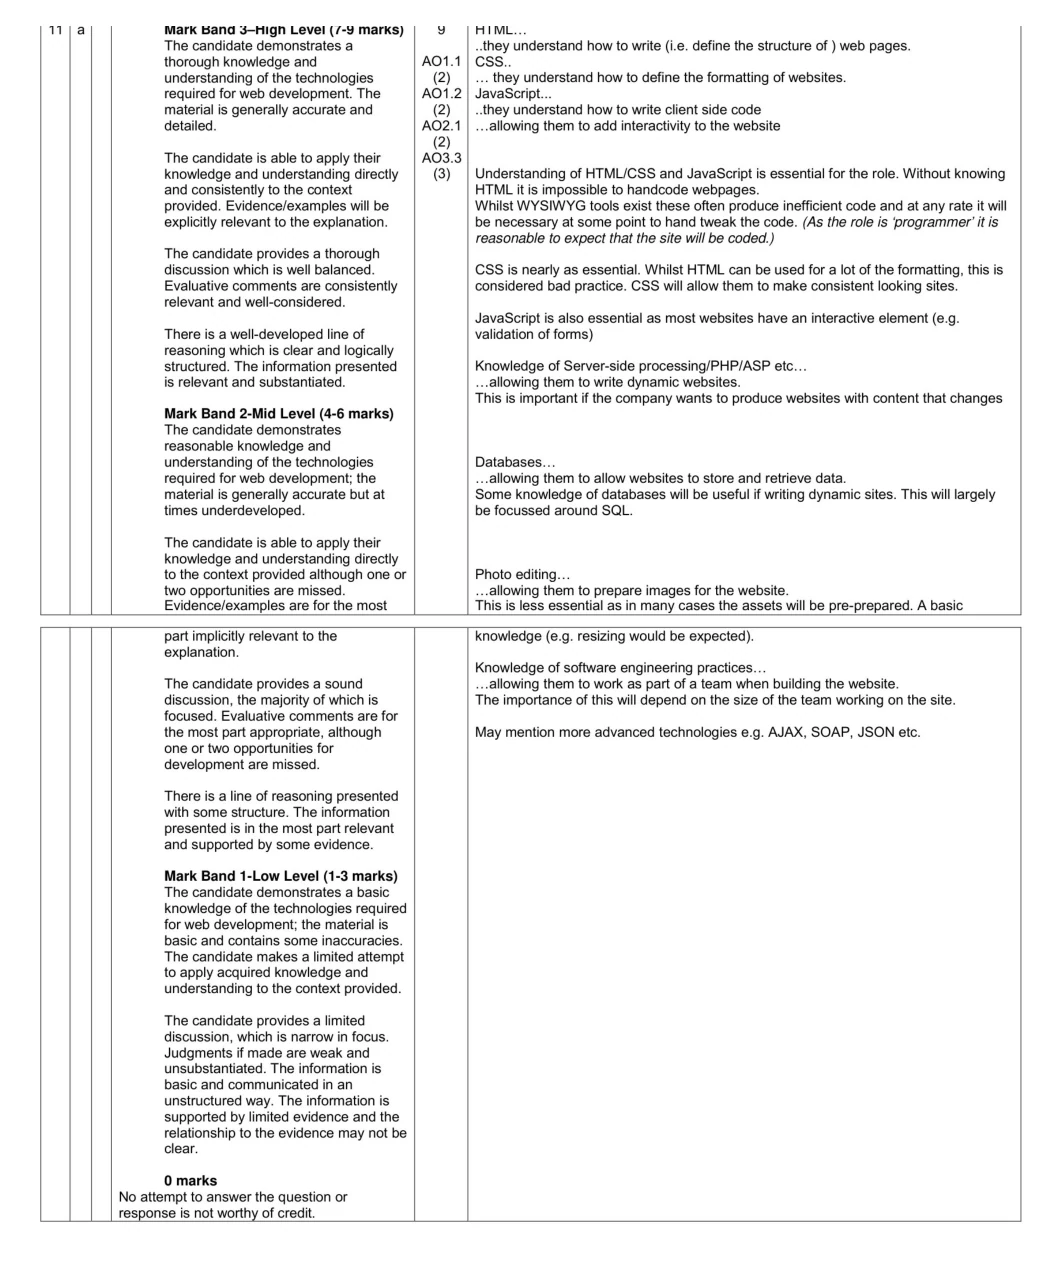 11 a
Mark Band 3–High Level (7-9 marks)
The candidate demonstrates a
thorough knowledge and
understanding of the technologies
required for web development. The
material is generally accurate and
detailed.
The candidate is able to apply their
knowledge and understanding directly
and consistently to the context
provided. Evidence/examples will be
explicitly relevant to the explanation.
The candidate provides a thorough
discussion which is well balanced.
Evaluative comments are consistently
relevant and well-considered.
There is a well-developed line of
reasoning which is clear and logically
structured. The information presented
is relevant and substantiated.
Mark Band 2-Mid Level (4-6 marks)
The candidate demonstrates
reasonable knowledge and
understanding of the technologies
required for web development; the
material is generally accurate but at
times underdeveloped.
The candidate is able to apply their
knowledge and understanding directly
to the context provided although one or
two opportunities are missed.
Evidence/examples are for the most
9
AO1.1
(2)
AO1.2
(2)
AO2.1
(2)
AO3.3
(3)
HTML…
..they understand how to write (i.e. define the structure of ) web pages.
CSS..
… they understand how to define the formatting of websites.
JavaScript...
..they understand how to write client side code
…allowing them to add interactivity to the website
Understanding of HTML/CSS and JavaScript is essential for the role. Without knowing
HTML it is impossible to handcode webpages.
Whilst WYSIWYG tools exist these often produce inefficient code and at any rate it will
be necessary at some point to hand tweak the code. (As the role is ‘programmer’ it is
reasonable to expect that the site will be coded.)
CSS is nearly as essential. Whilst HTML can be used for a lot of the formatting, this is
considered bad practice. CSS will allow them to make consistent looking sites.
JavaScript is also essential as most websites have an interactive element (e.g.
validation of forms)
Knowledge of Server-side processing/PHP/ASP etc…
…allowing them to write dynamic websites.
This is important if the company wants to produce websites with content that changes
Databases…
…allowing them to allow websites to store and retrieve data.
Some knowledge of databases will be useful if writing dynamic sites. This will largely
be focussed around SQL.
Photo editing…
…allowing them to prepare images for the website.
This is less essential as in many cases the assets will be pre-prepared. A basic
part implicitly relevant to the
explanation.
The candidate provides a sound
discussion, the majority of which is
focused. Evaluative comments are for
the most part appropriate, although
one or two opportunities for
development are missed.
There is a line of reasoning presented
with some structure. The information
presented is in the most part relevant
and supported by some evidence.
Mark Band 1-Low Level (1-3 marks)
The candidate demonstrates a basic
knowledge of the technologies required
for web development; the material is
basic and contains some inaccuracies.
The candidate makes a limited attempt
to apply acquired knowledge and
understanding to the context provided.
The candidate provides a limited
discussion, which is narrow in focus.
Judgments if made are weak and
unsubstantiated. The information is
basic and communicated in an
unstructured way. The information is
supported by limited evidence and the
relationship to the evidence may not be
clear.
0 marks
No attempt to answer the question or
response is not worthy of credit.
knowledge (e.g. resizing would be expected).
Knowledge of software engineering practices…
…allowing them to work as part of a team when building the website.
The importance of this will depend on the size of the team working on the site.
May mention more advanced technologies e.g. AJAX, SOAP, JSON etc.